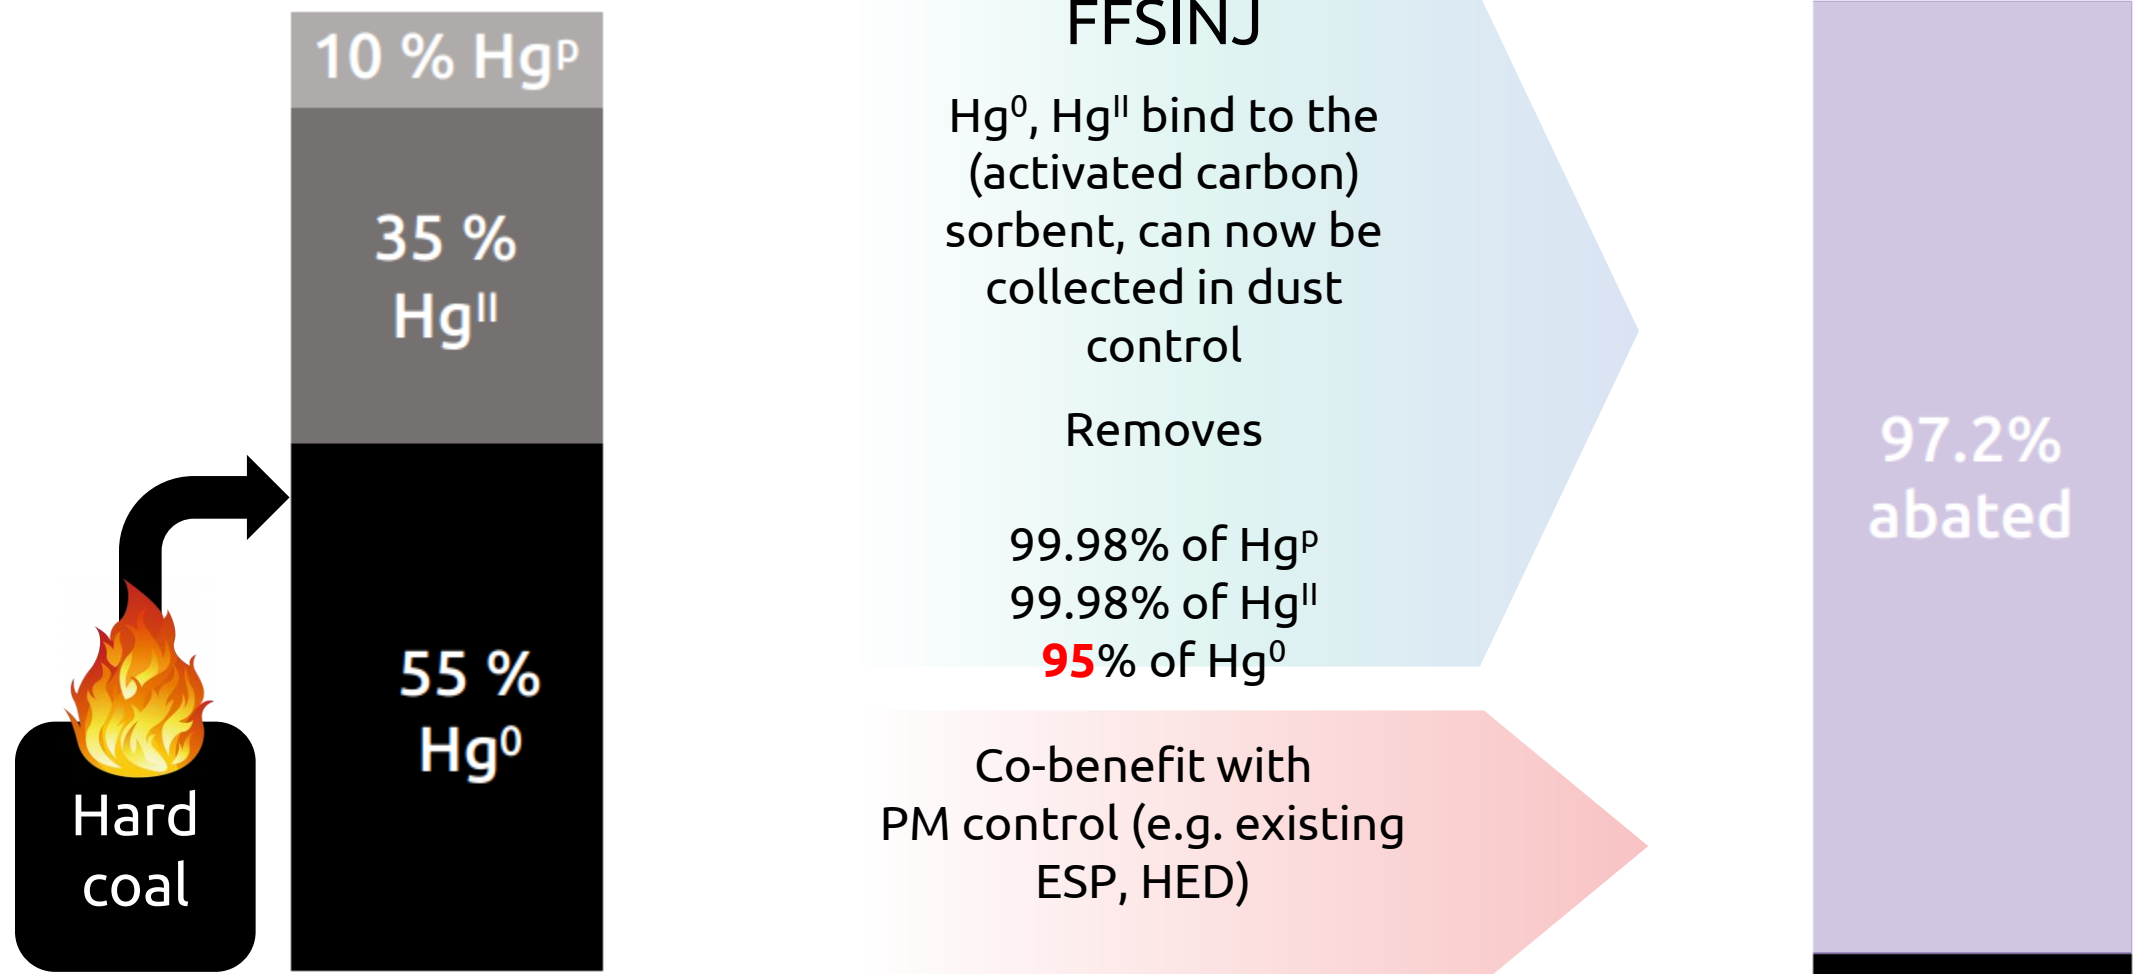 10 % Hgᵖ
35 %
Hgᴵᴵ
55 %
Hg⁰
Hard
coal
FFSINJ
Hg⁰, Hgᴵᴵ bind to the
(activated carbon)
sorbent, can now be
collected in dust
control
Removes
99.98% of Hgᵖ
99.98% of Hgᴵᴵ
95% of Hg⁰
Co-benefit with
PM control (e.g. existing
ESP, HED)
97.2%
abated